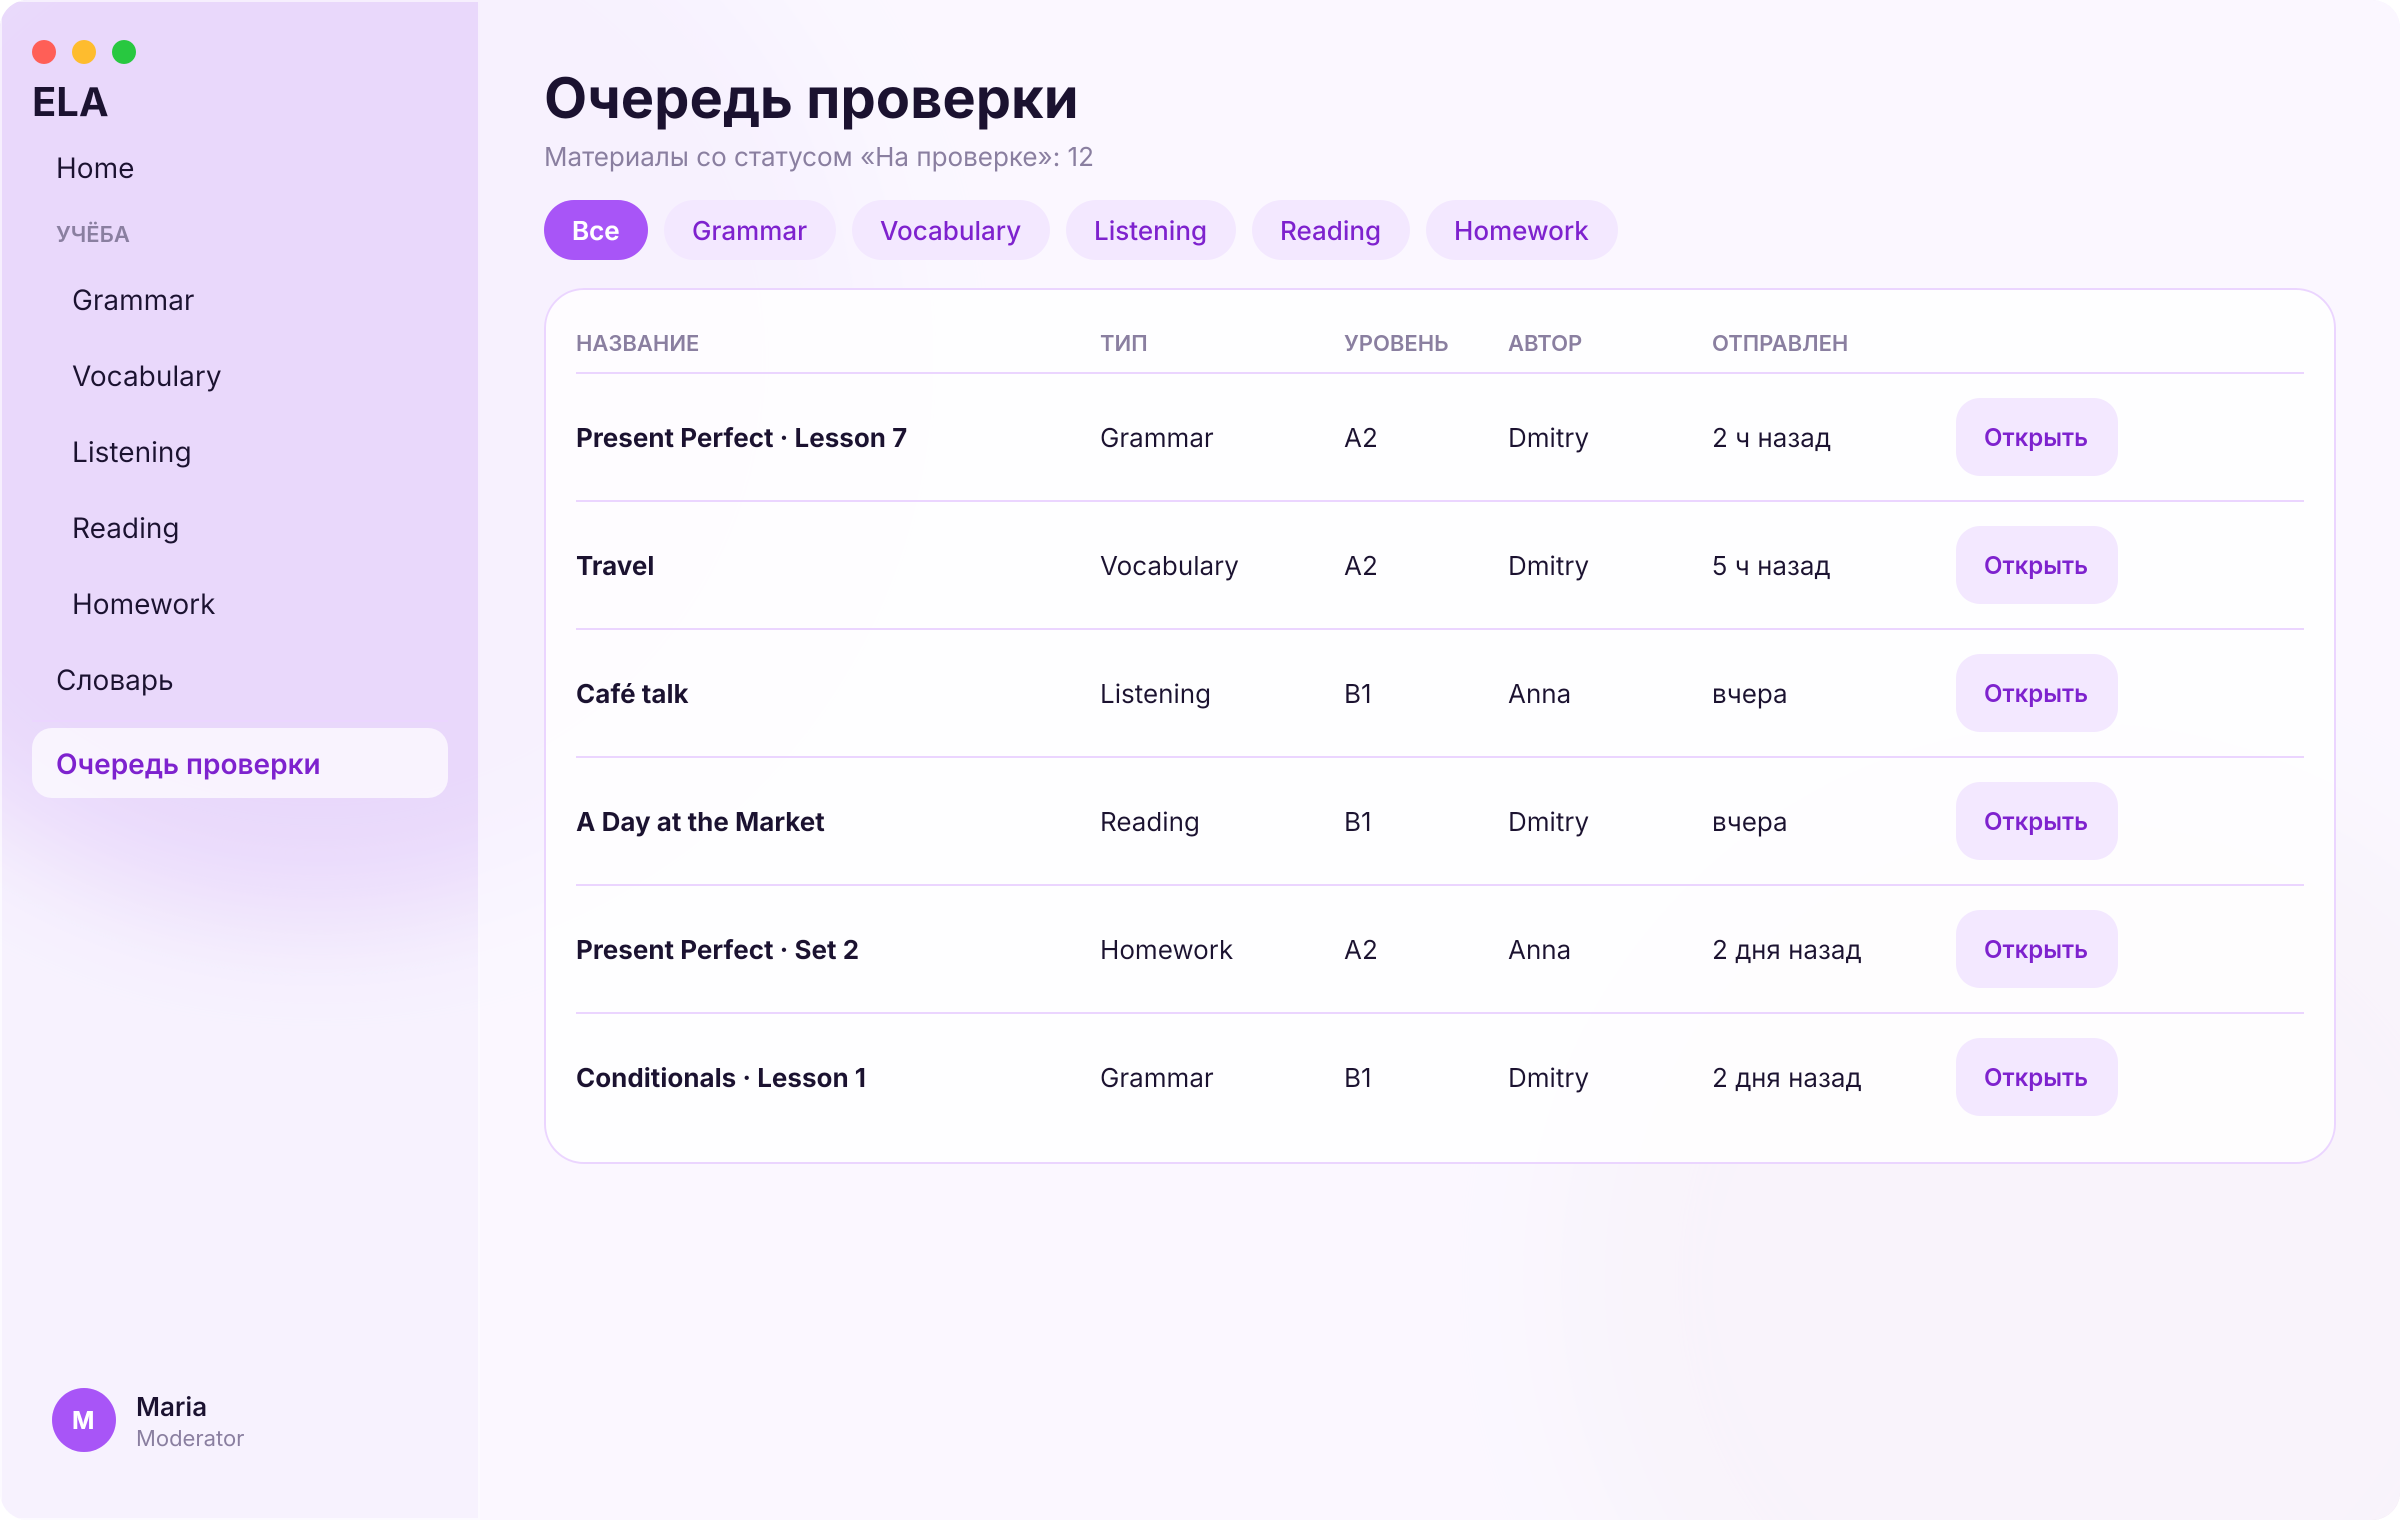 ELA
Home
УЧЁБА
Grammar
Vocabulary
Listening
Reading
Homework
Словарь
Очередь проверки
M
Maria
Moderator
Очередь проверки
Материалы со статусом «На проверке»: 12
Все Grammar Vocabulary Listening Reading Homework
НАЗВАНИЕ ТИП УРОВЕНЬ АВТОР ОТПРАВЛЕН
Present Perfect · Lesson 7 Grammar A2 Dmitry 2 ч назад Открыть
Travel Vocabulary A2 Dmitry 5 ч назад Открыть
Café talk Listening B1 Anna вчера Открыть
A Day at the Market Reading B1 Dmitry вчера Открыть
Present Perfect · Set 2 Homework A2 Anna 2 дня назад Открыть
Conditionals · Lesson 1 Grammar B1 Dmitry 2 дня назад Открыть